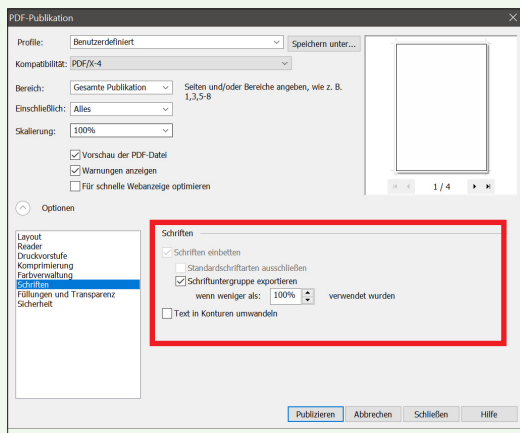 PDF-Publikation
Profile: Benutzerdefiniert Speichern unter...
Kompatibilität: PDF/X-4
Bereich: Gesamte Publikation Seiten und/oder Bereiche angeben, wie z. B.
1,3,5-8
Einschließlich: Alles
Skalierung: 100%
Vorschau der PDF-Datei
Warnungen anzeigen
Für schnelle Webanzeige optimieren
1 / 4
Optionen
Layout
Reader
Druckvorstufe
Komprimierung
Farbverwaltung
Schriften
Füllungen und Transparenz
Sicherheit
Schriften
Schriften einbetten
Standardschriftarten ausschließen
Schriftuntergruppe exportieren
wenn weniger als: 100% verwendet wurden
Text in Konturen umwandeln
Publizieren Abbrechen Schließen Hilfe